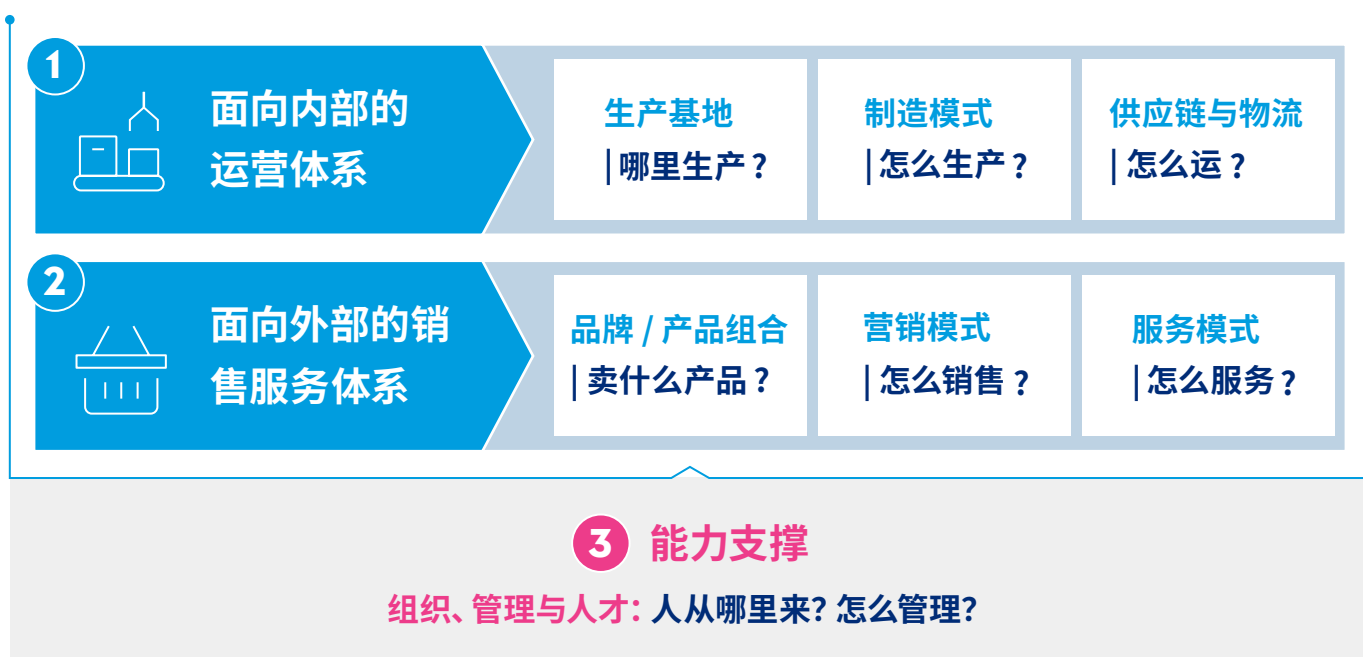 1
面向内部的
运营体系
生产基地
|哪里生产?
制造模式
|怎么生产?
供应链与物流
|怎么运?
2
面向外部的销
售服务体系
品牌 / 产品组合
|卖什么产品?
营销模式
|怎么销售?
服务模式
|怎么服务?
3 能力支撑
组织、管理与人才：人从哪里来？怎么管理？